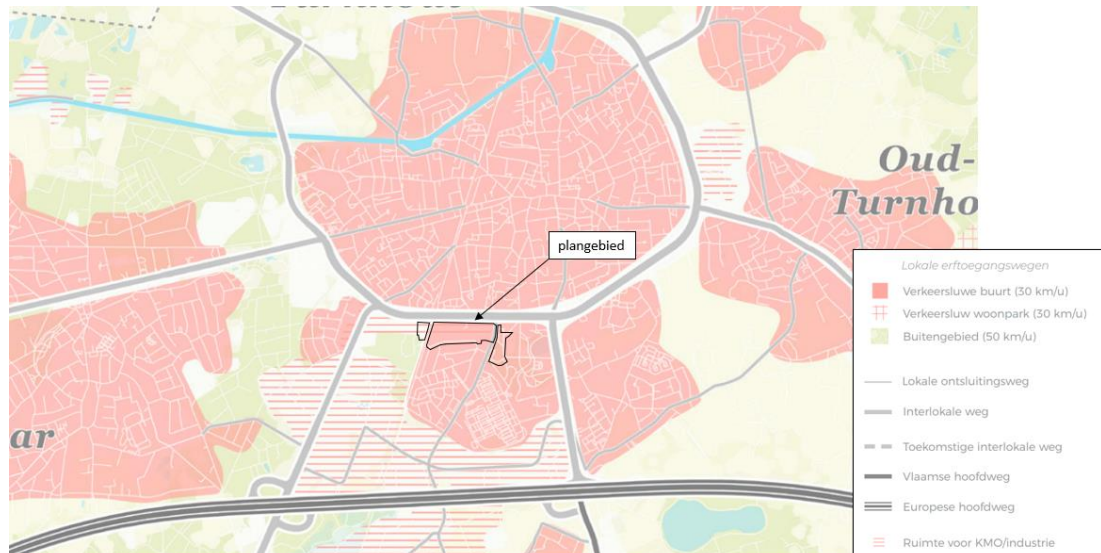 Oud-
Turnho
plangebied
ar
Lokale erftoegangswegen
Verkeersluwe buurt (30 km/u)
Verkeersluw woonpark (30 km/u)
Buitengebied (50 km/u)
Lokale ontsluitingsweg
Interlokale weg
Toekomstige interlokale weg
Vlaamse hoofdweg
Europese hoofdweg
Ruimte voor KMO/industrie